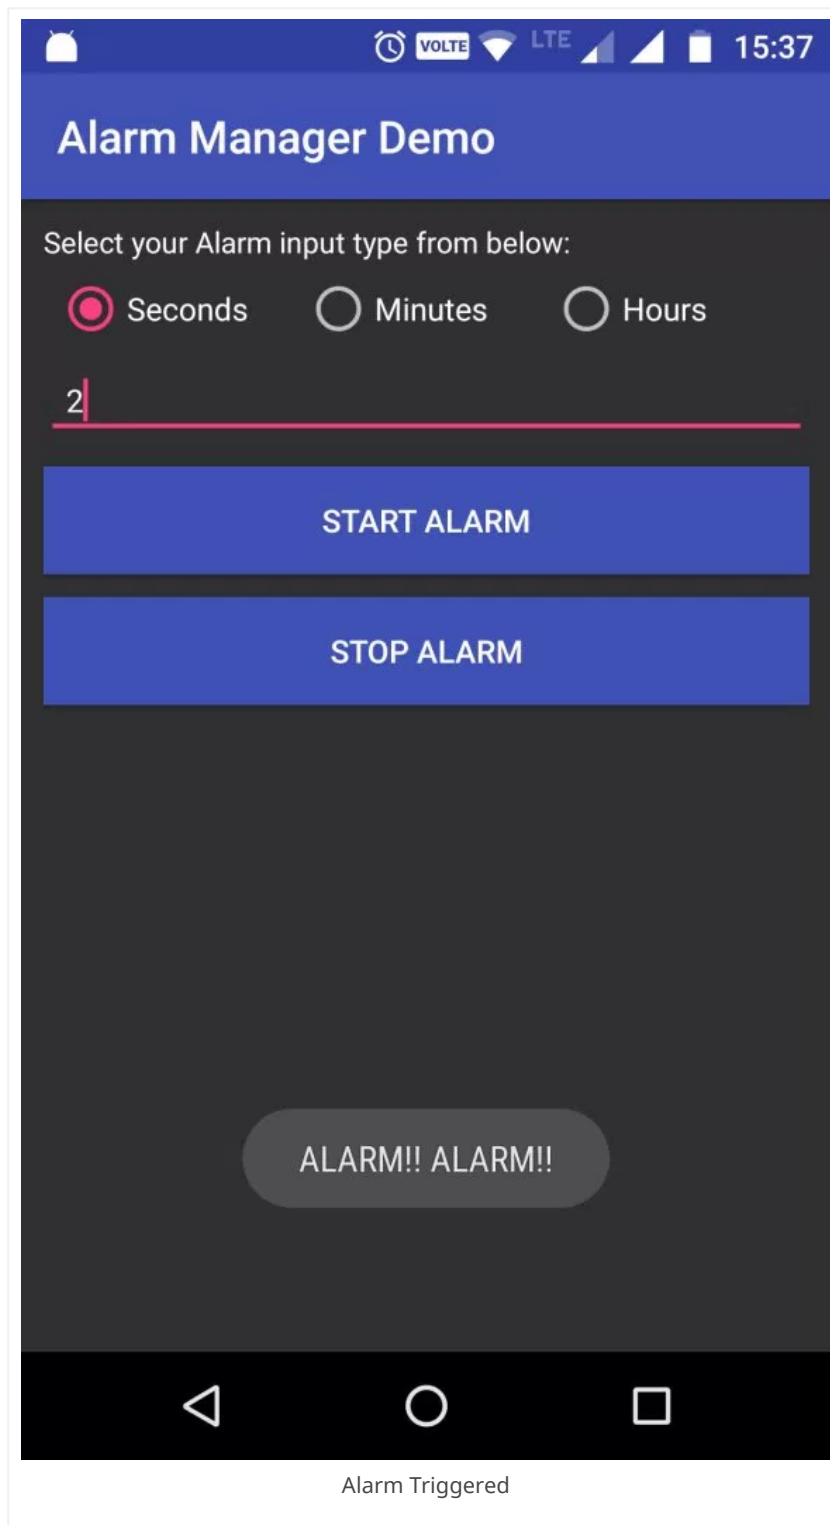 VOLTE LTE 15:37
Alarm Manager Demo
Select your Alarm input type from below:
Seconds Minutes Hours
2
START ALARM
STOP ALARM
ALARM!! ALARM!!
Alarm Triggered